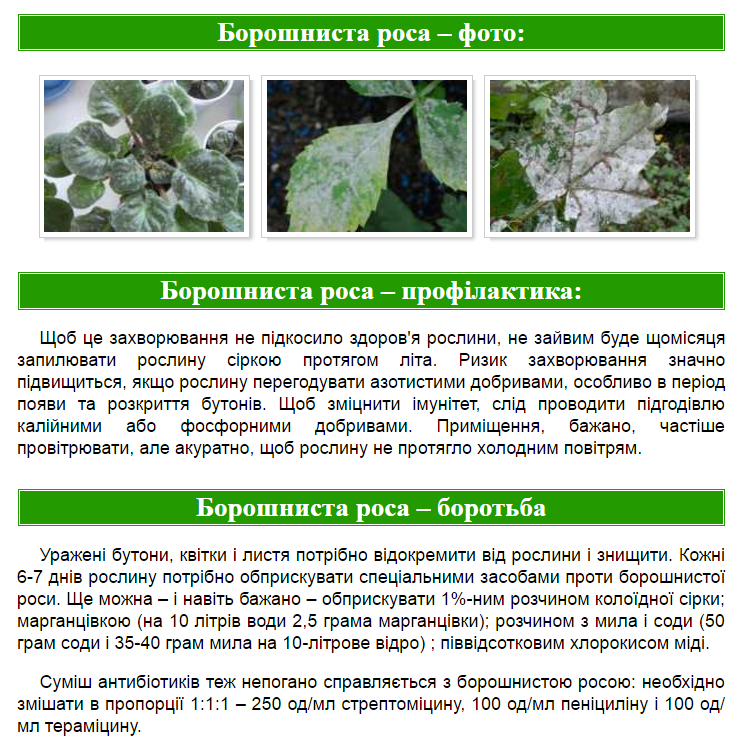 Борошниста роса – фото:
Борошниста роса – профілактика:
Щоб це захворювання не підкосило здоров'я рослини, не зайвим буде щомісяця
запилювати рослину сіркою протягом літа. Ризик захворювання значно
підвищиться, якщо рослину перегодувати азотистими добривами, особливо в період
появи та розкриття бутонів. Щоб зміцнити імунітет, слід проводити підгодівлю
калійними або фосфорними добривами. Приміщення, бажано, частіше
провітрювати, але акуратно, щоб рослину не протягло холодним повітрям.
Борошниста роса – боротьба
Уражені бутони, квітки і листя потрібно відокремити від рослини і знищити. Кожні
6-7 днів рослину потрібно обприскувати спеціальними засобами проти борошнистої
роси. Ще можна – і навіть бажано – обприскувати 1%-ним розчином колоїдної сірки;
марганцівкою (на 10 літрів води 2,5 грама марганцівки); розчином з мила і соди (50
грам соди і 35-40 грам мила на 10-літрове відро) ; піввідсотковим хлорокисом міді.
Суміш антибіотиків теж непогано справляється з борошнистою росою: необхідно
змішати в пропорції 1:1:1 – 250 од/мл стрептоміцину, 100 од/мл пеніциліну і 100 од/
мл тераміцину.